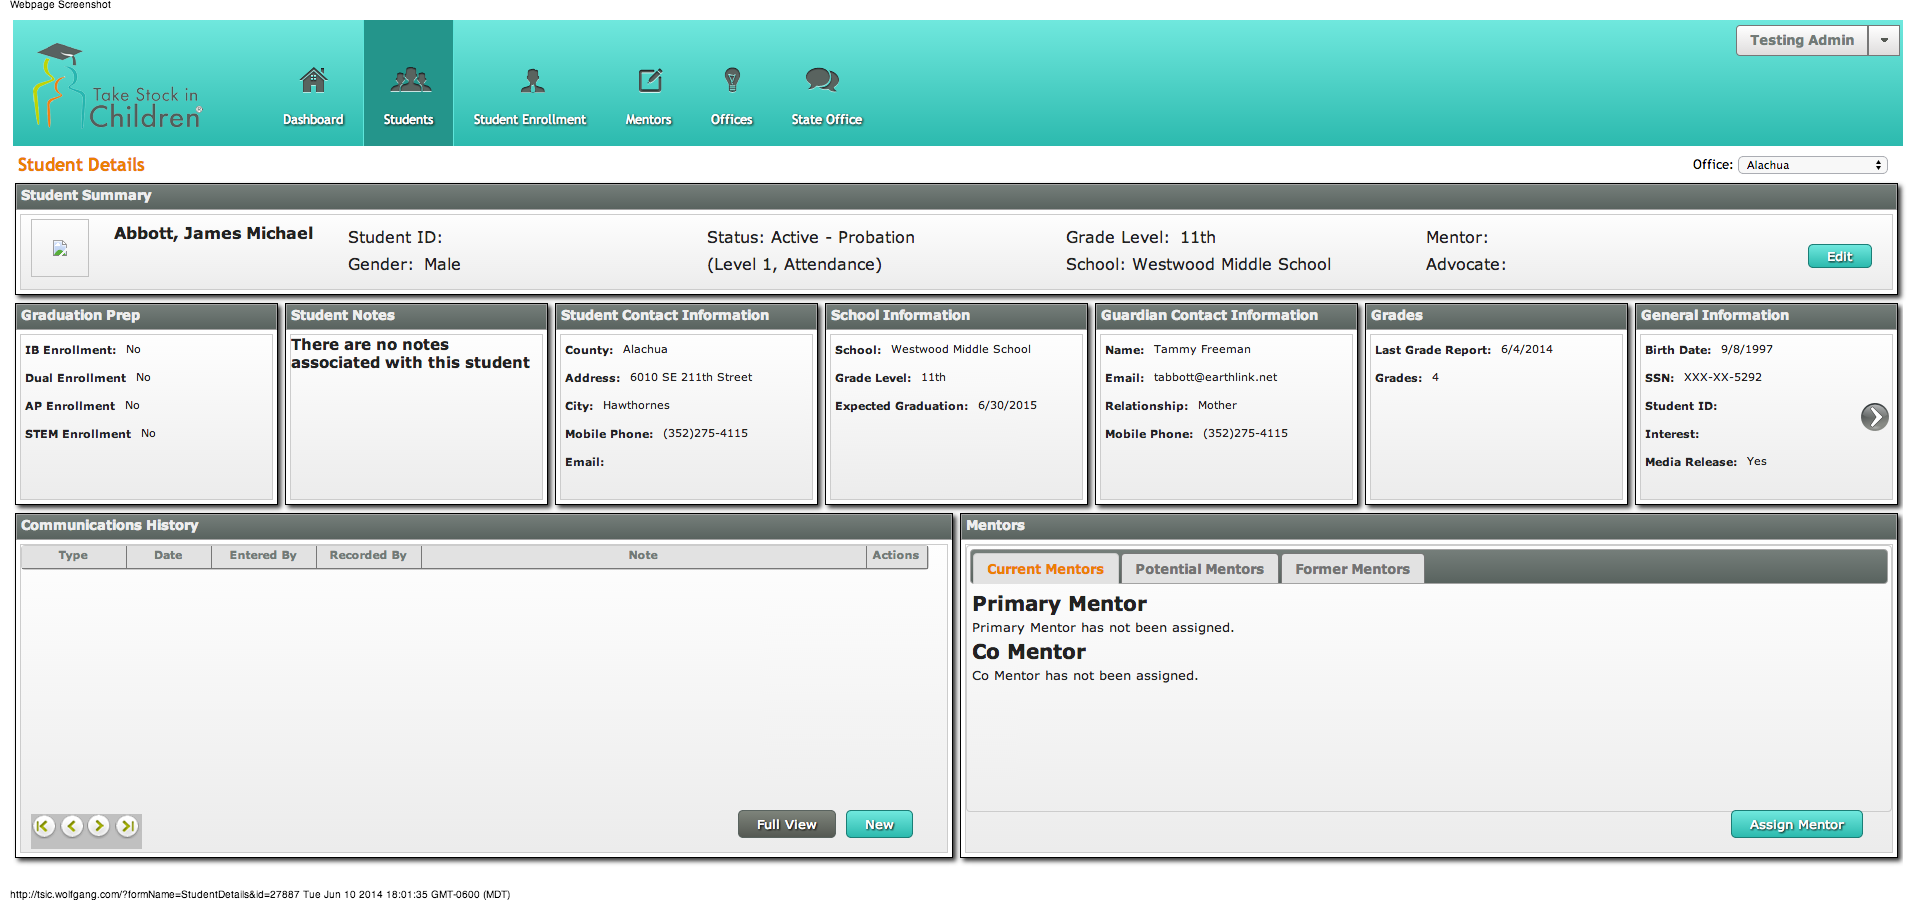 Webpage Screenshot
Testing Admin
Take Stock in
Children®
Dashboard
Students
Student Enrollment
Mentors
Offices
State Office
Student Details
Office: Alachua
Student Summary
Abbott, James Michael
Student ID:
Gender: Male
Status: Active - Probation
(Level 1, Attendance)
Grade Level: 11th
School: Westwood Middle School
Mentor:
Advocate:
Edit
Graduation Prep
IB Enrollment: No
Dual Enrollment No
AP Enrollment No
STEM Enrollment No
Student Notes
There are no notes
associated with this student
Student Contact Information
County: Alachua
Address: 6010 SE 211th Street
City: Hawthornes
Mobile Phone: (352)275-4115
Email:
School Information
School: Westwood Middle School
Grade Level: 11th
Expected Graduation: 6/30/2015
Guardian Contact Information
Name: Tammy Freeman
Email: tabbott@earthlink.net
Relationship: Mother
Mobile Phone: (352)275-4115
Grades
Last Grade Report: 6/4/2014
Grades: 4
General Information
Birth Date: 9/8/1997
SSN: XXX-XX-5292
Student ID:
Interest:
Media Release: Yes
Communications History
Type Date Entered By Recorded By Note Actions
Full View New
Mentors
Current Mentors Potential Mentors Former Mentors
Primary Mentor
Primary Mentor has not been assigned.
Co Mentor
Co Mentor has not been assigned.
Assign Mentor
http://tsic.wolfgang.com/?formName=StudentDetails&id=27887 Tue Jun 10 2014 18:01:35 GMT-0600 (MDT)